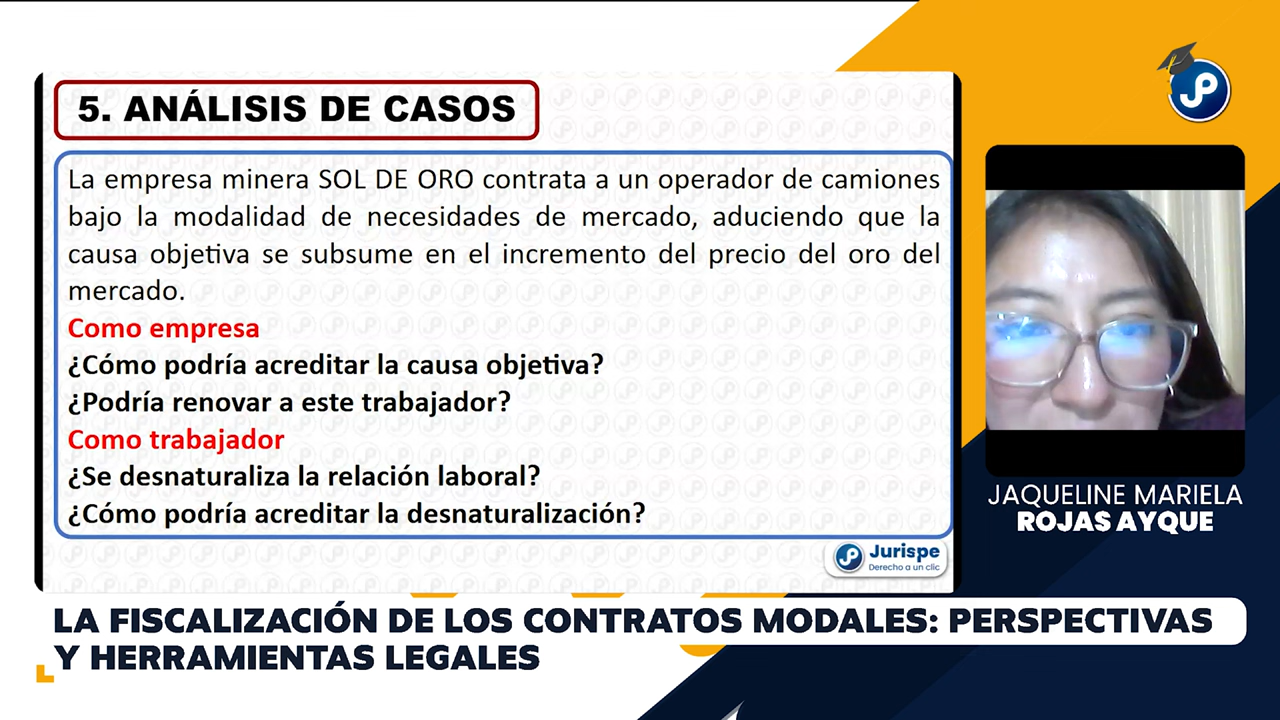 5. ANÁLISIS DE CASOS
La empresa minera SOL DE ORO contrata a un operador de camiones
bajo la modalidad de necesidades de mercado, aduciendo que la
causa objetiva se subsume en el incremento del precio del oro del
mercado.
Como empresa
¿Cómo podría acreditar la causa objetiva?
¿Podría renovar a este trabajador?
Como trabajador
¿Se desnaturaliza la relación laboral?
¿Cómo podría acreditar la desnaturalización?
Jurispe
Derecho a un clic
JP
JAQUELINE MARIELA
ROJAS AYQUE
LA FISCALIZACIÓN DE LOS CONTRATOS MODALES: PERSPECTIVAS
Y HERRAMIENTAS LEGALES